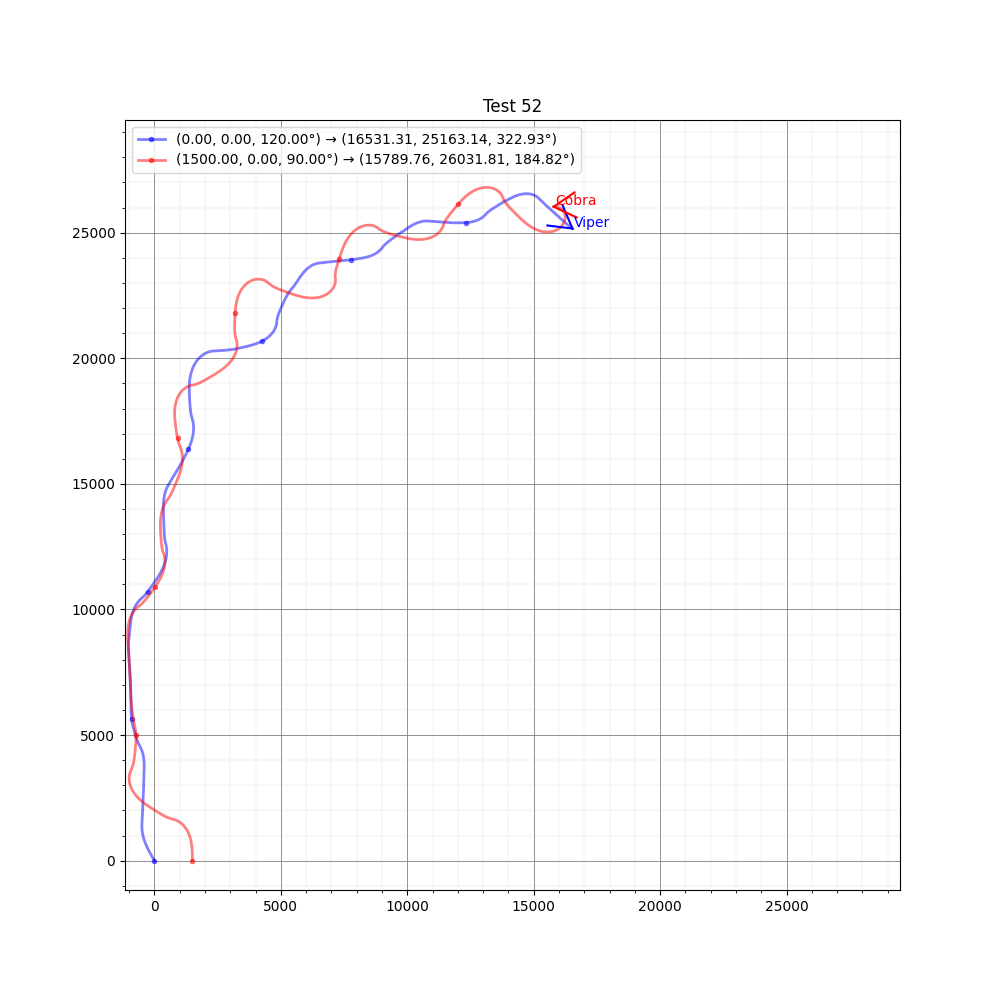 Test 52
(0.00, 0.00, 120.00°) → (16531.31, 25163.14, 322.93°)
(1500.00, 0.00, 90.00°) → (15789.76, 26031.81, 184.82°)
Cobra
Viper
25000
20000
15000
10000
5000
0
0 5000 10000 15000 20000 25000